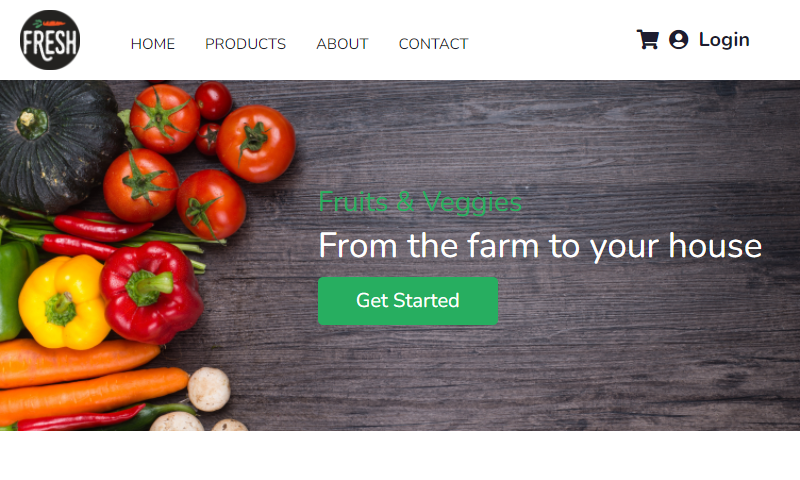 FRESH
HOME PRODUCTS ABOUT CONTACT
Login
Fruits & Veggies
From the farm to your house
Get Started